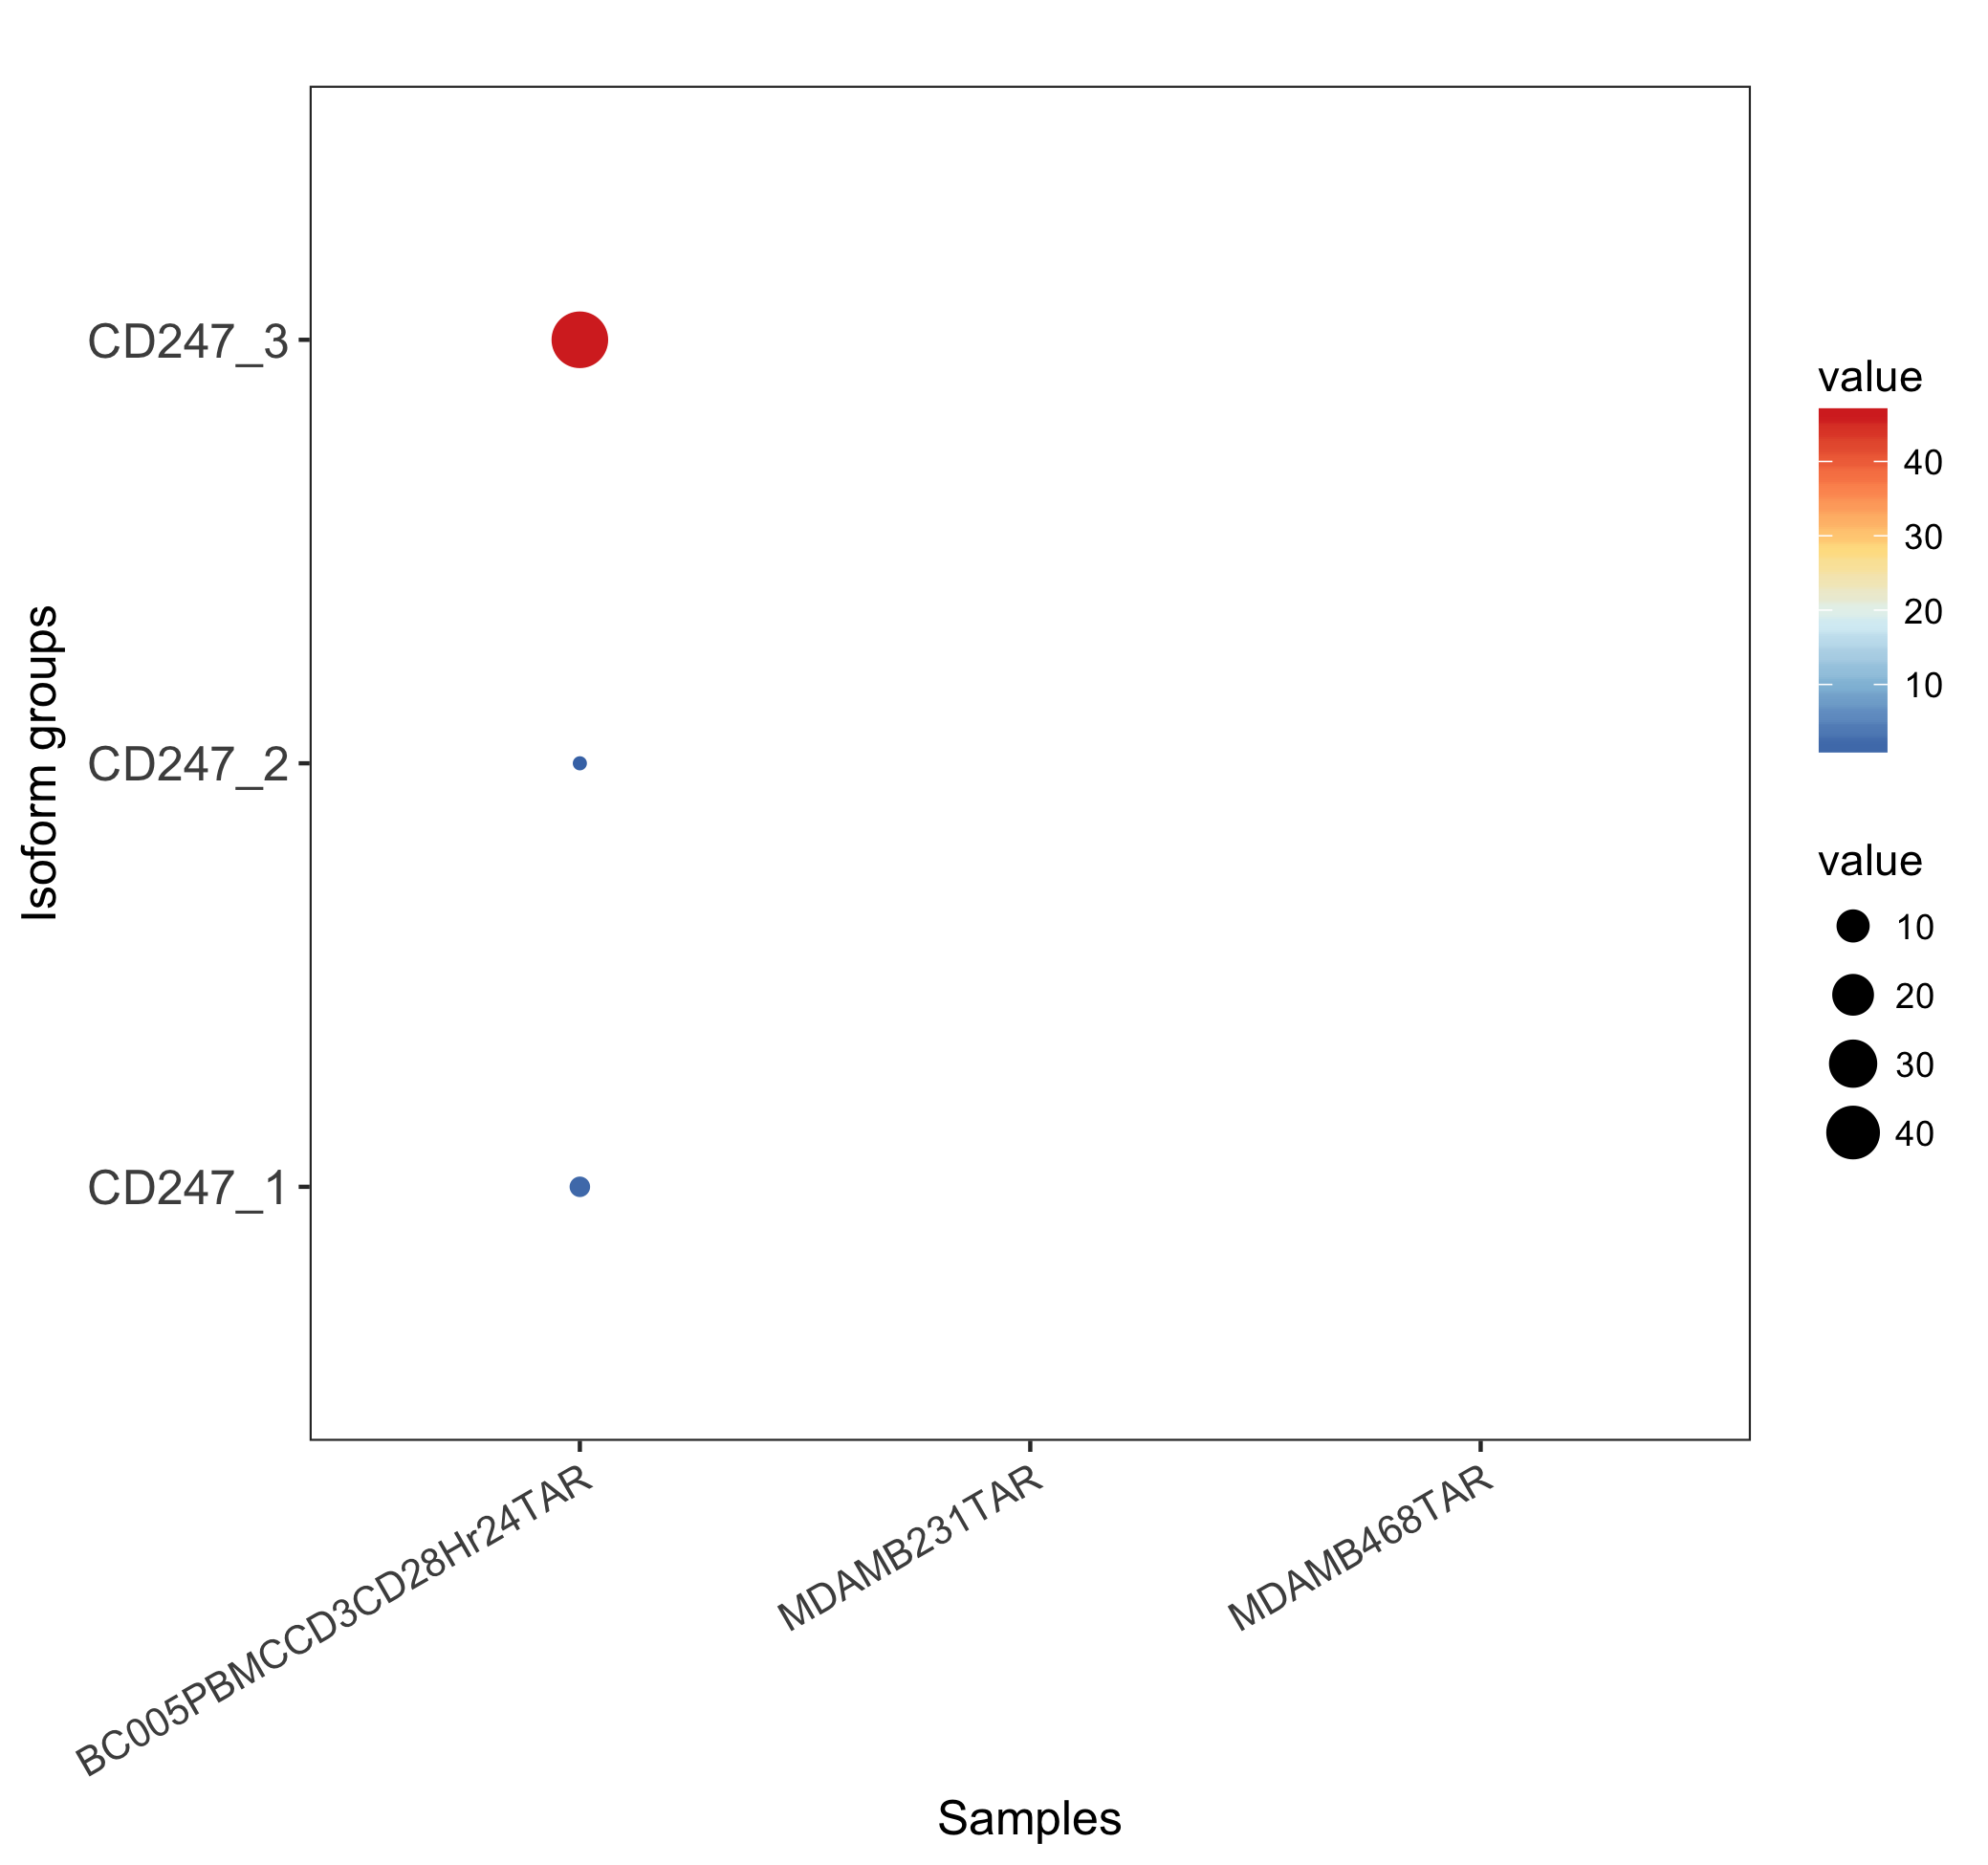 Isoform groups
CD247_3
CD247_2
CD247_1
BC005PBMCCD3CD28Hr24TAR
MDAMB231TAR
MDAMB468TAR
Samples
value
40
30
20
10
value
10
20
30
40